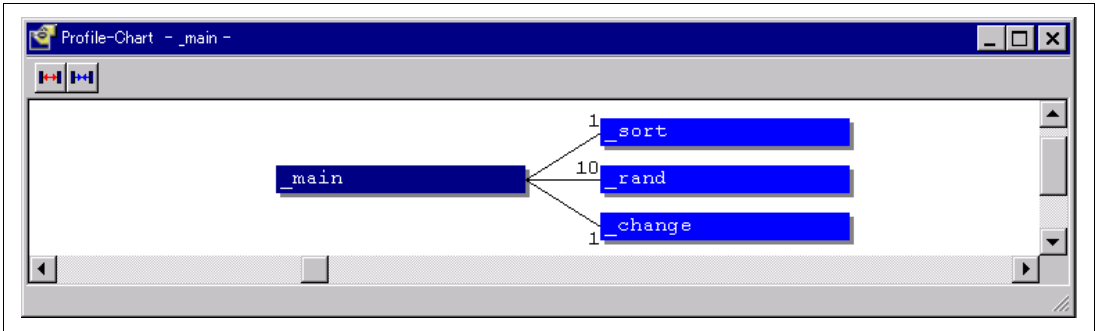 Profile-Chart - _main -
1
_sort
_main
10
_rand
_change
1